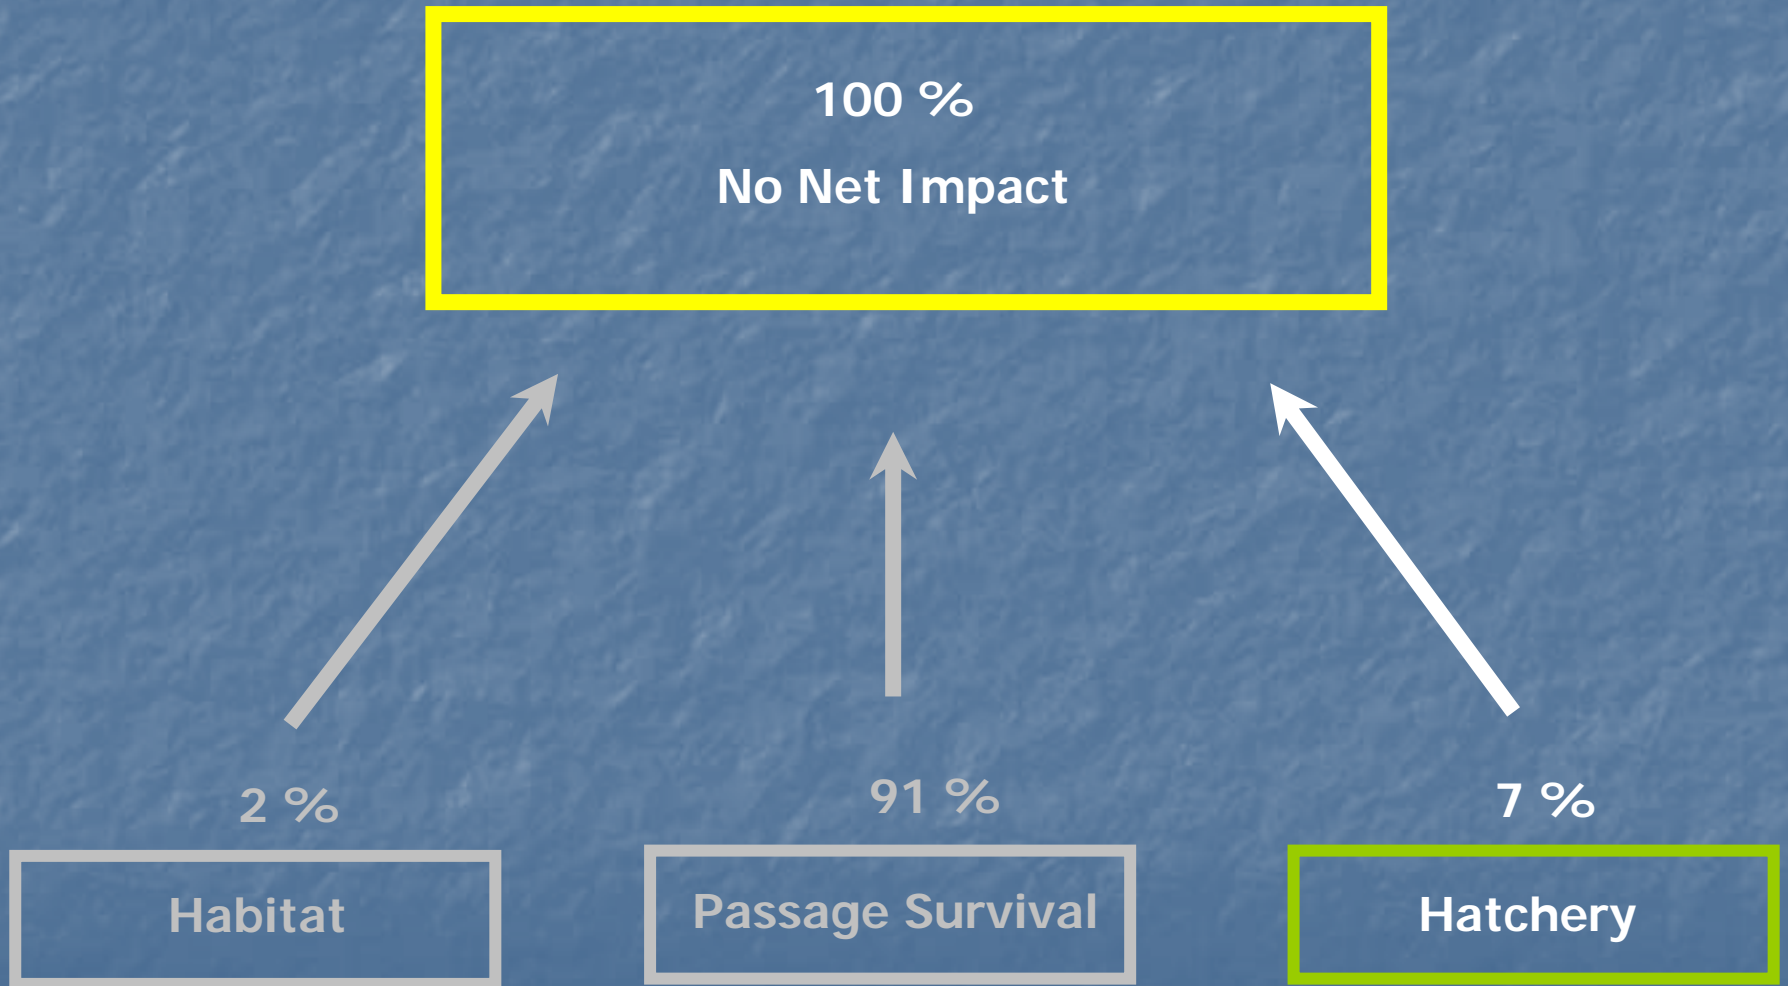 100 %
No Net Impact
2 %
91 %
7 %
Habitat
Passage Survival
Hatchery